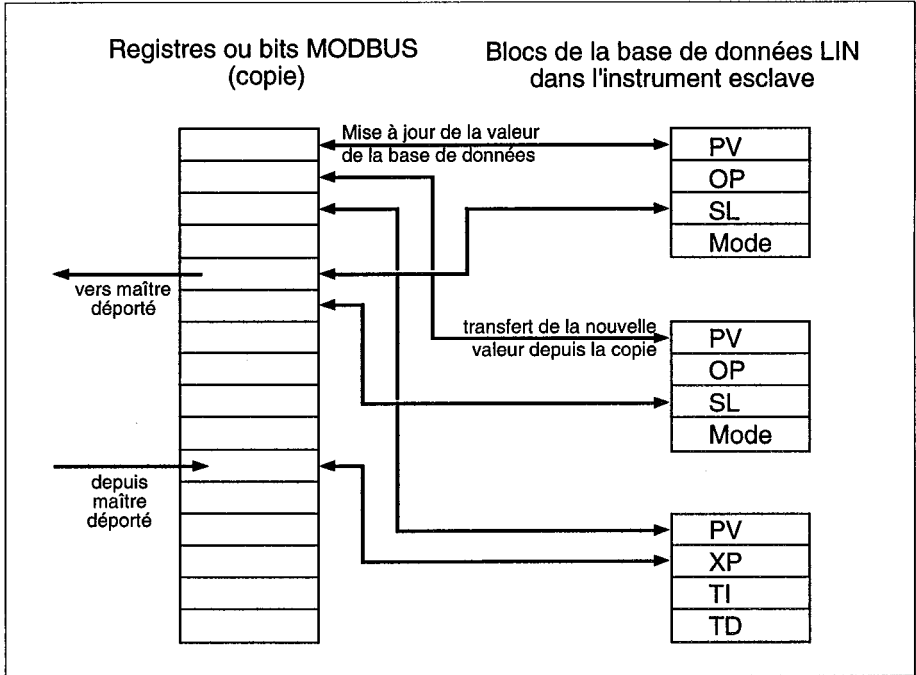 Registres ou bits MODBUS
(copie)
Blocs de la base de données LIN
dans l'instrument esclave
Mise à jour de la valeur
de la base de données
PV
OP
SL
Mode
vers maître
déporté
transfert de la nouvelle
valeur depuis la copie
PV
OP
SL
Mode
depuis
maître
déporté
PV
XP
TI
TD